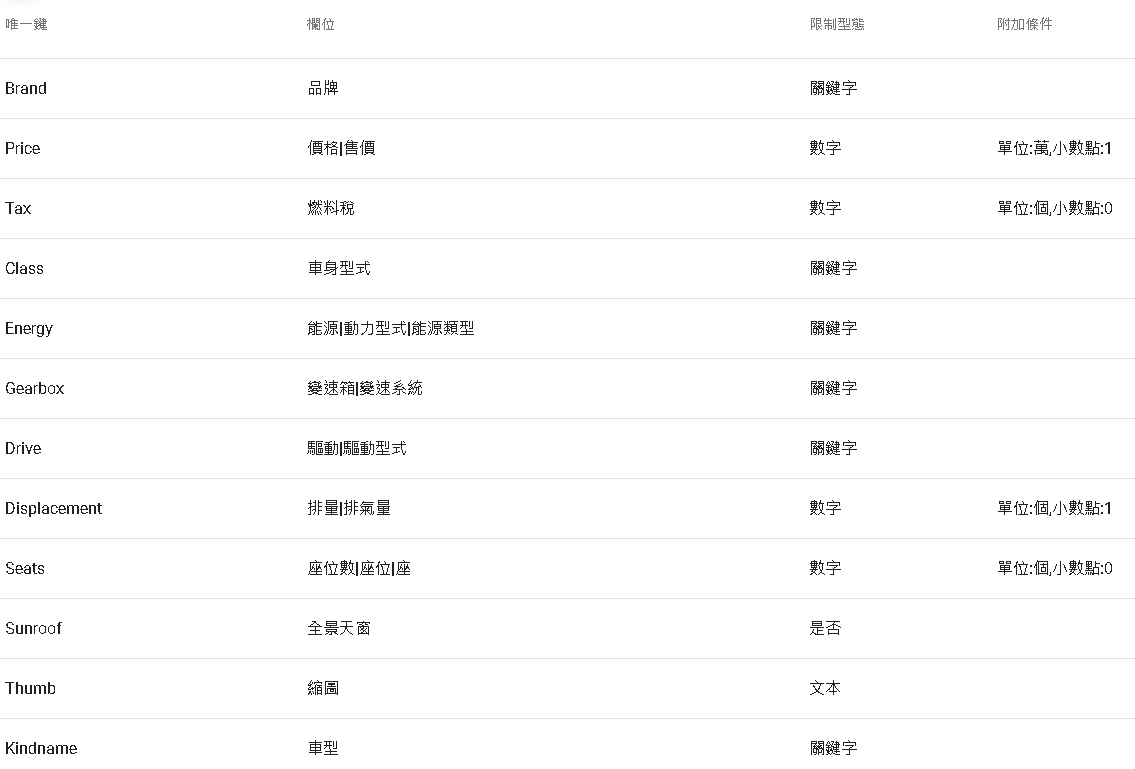 唯一鍵 欄位 限制型態 附加條件
Brand 品牌 關鍵字
Price 價格|售價 數字 單位:萬,小數點:1
Tax 燃料稅 數字 單位:個,小數點:0
Class 車身型式 關鍵字
Energy 能源|動力型式|能源類型 關鍵字
Gearbox 變速箱|變速系統 關鍵字
Drive 驅動|驅動型式 關鍵字
Displacement 排量|排氣量 數字 單位:個,小數點:1
Seats 座位數|座位|座 數字 單位:個,小數點:0
Sunroof 全景天窗 是否
Thumb 縮圖 文本
Kindname 車型 關鍵字